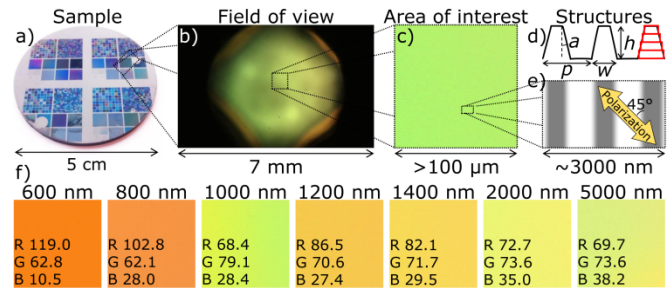 Sample Field of view Area of interest Structures
a) b) c) d) a h
p w
e) 45°
Polarization
5 cm 7 mm >100 µm ~3000 nm
f)
600 nm 800 nm 1000 nm 1200 nm 1400 nm 2000 nm 5000 nm
R 119.0 R 102.8 R 68.4 R 86.5 R 82.1 R 72.7 R 69.7
G 62.8 G 62.1 G 79.1 G 70.6 G 71.7 G 73.6 G 73.6
B 10.5 B 28.0 B 28.4 B 27.4 B 29.5 B 35.0 B 38.2